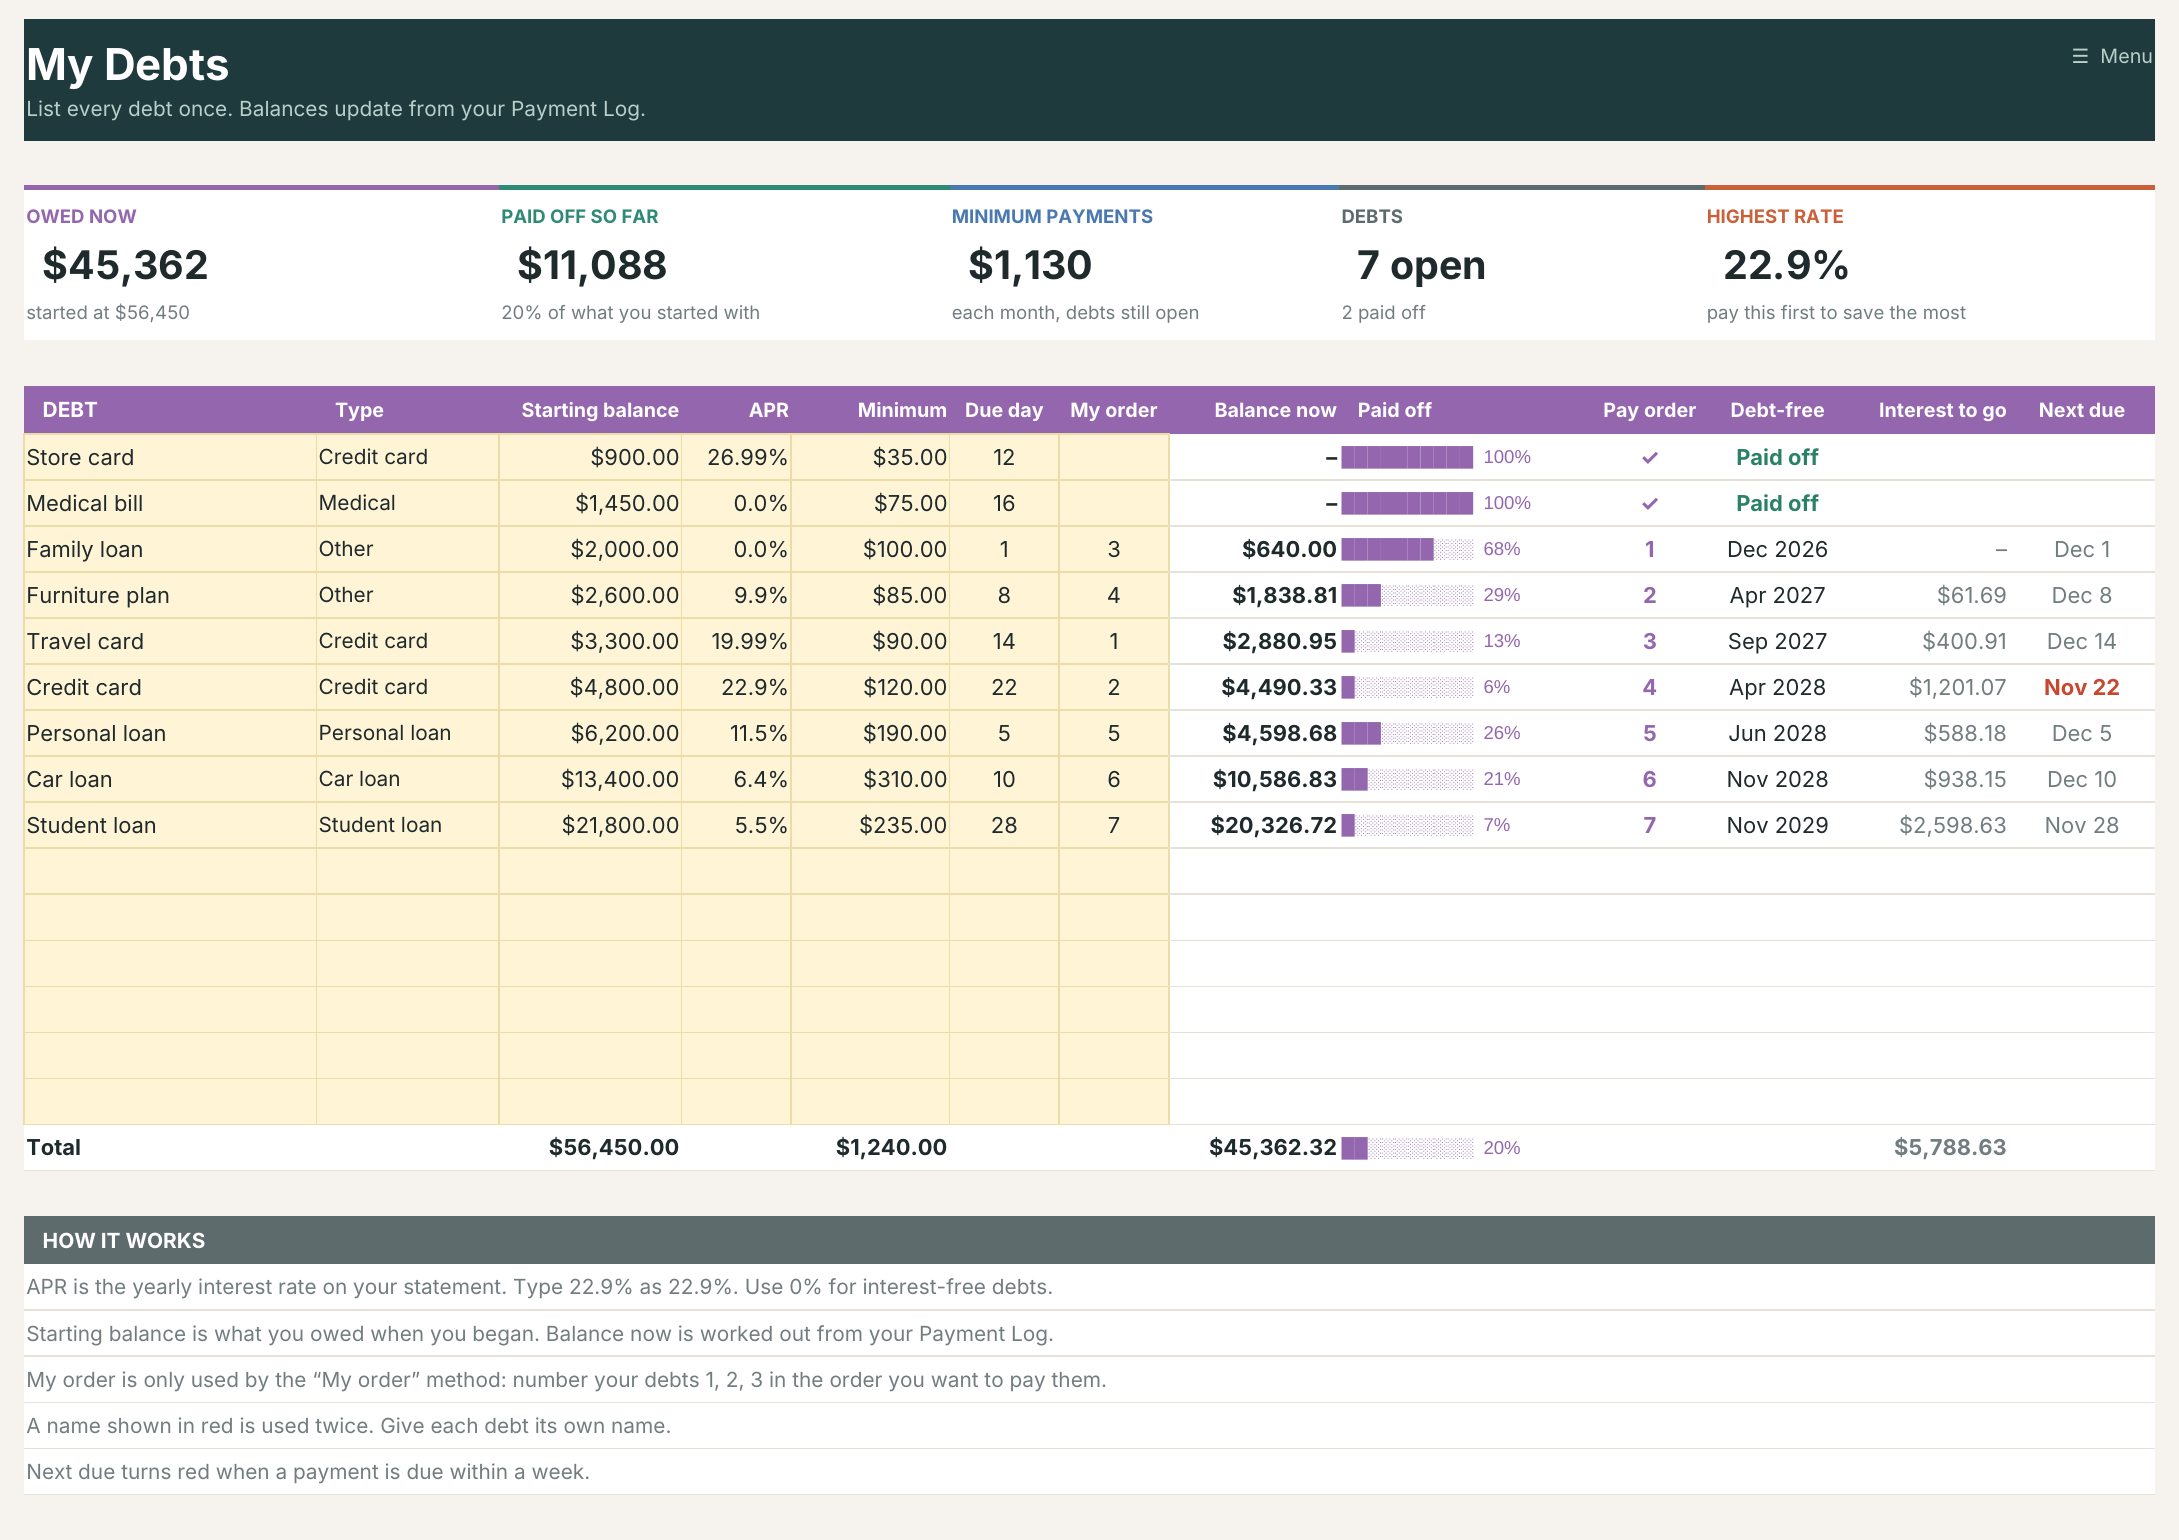 My Debts
☰ Menu
List every debt once. Balances update from your Payment Log.
OWED NOW PAID OFF SO FAR MINIMUM PAYMENTS DEBTS HIGHEST RATE
$45,362 $11,088 $1,130 7 open 22.9%
started at $56,450 20% of what you started with each month, debts still open 2 paid off pay this first to save the most
DEBT Type Starting balance APR Minimum Due day My order Balance now Paid off Pay order Debt-free Interest to go Next due
Store card Credit card $900.00 26.99% $35.00 12 – 100% ✓ Paid off
Medical bill Medical $1,450.00 0.0% $75.00 16 – 100% ✓ Paid off
Family loan Other $2,000.00 0.0% $100.00 1 3 $640.00 68% 1 Dec 2026 – Dec 1
Furniture plan Other $2,600.00 9.9% $85.00 8 4 $1,838.81 29% 2 Apr 2027 $61.69 Dec 8
Travel card Credit card $3,300.00 19.99% $90.00 14 1 $2,880.95 13% 3 Sep 2027 $400.91 Dec 14
Credit card Credit card $4,800.00 22.9% $120.00 22 2 $4,490.33 6% 4 Apr 2028 $1,201.07 Nov 22
Personal loan Personal loan $6,200.00 11.5% $190.00 5 5 $4,598.68 26% 5 Jun 2028 $588.18 Dec 5
Car loan Car loan $13,400.00 6.4% $310.00 10 6 $10,586.83 21% 6 Nov 2028 $938.15 Dec 10
Student loan Student loan $21,800.00 5.5% $235.00 28 7 $20,326.72 7% 7 Nov 2029 $2,598.63 Nov 28
Total $56,450.00 $1,240.00 $45,362.32 20% $5,788.63
HOW IT WORKS
APR is the yearly interest rate on your statement. Type 22.9% as 22.9%. Use 0% for interest-free debts.
Starting balance is what you owed when you began. Balance now is worked out from your Payment Log.
My order is only used by the “My order” method: number your debts 1, 2, 3 in the order you want to pay them.
A name shown in red is used twice. Give each debt its own name.
Next due turns red when a payment is due within a week.